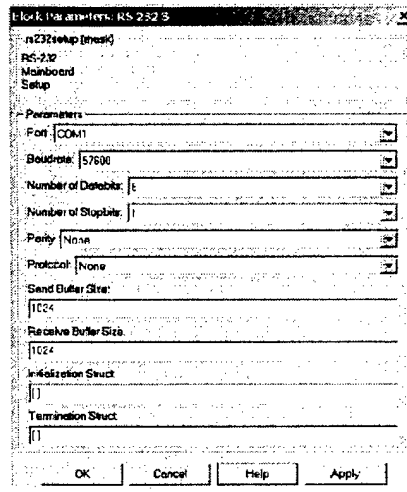 Block Parameters: RS-232 S
rs232setup (mask)
RS-232
Mainboard
Setup
Parameters
Port: COM1
Baudrate: 57600
Number of Databits:
Number of Stopbits: 1
Parity: None
Protocol: None
Send Buffer Size:
1024
Receive Buffer Size:
1024
Initialization Struct:
[]
Termination Struct:
[]
OK Cancel Help Apply